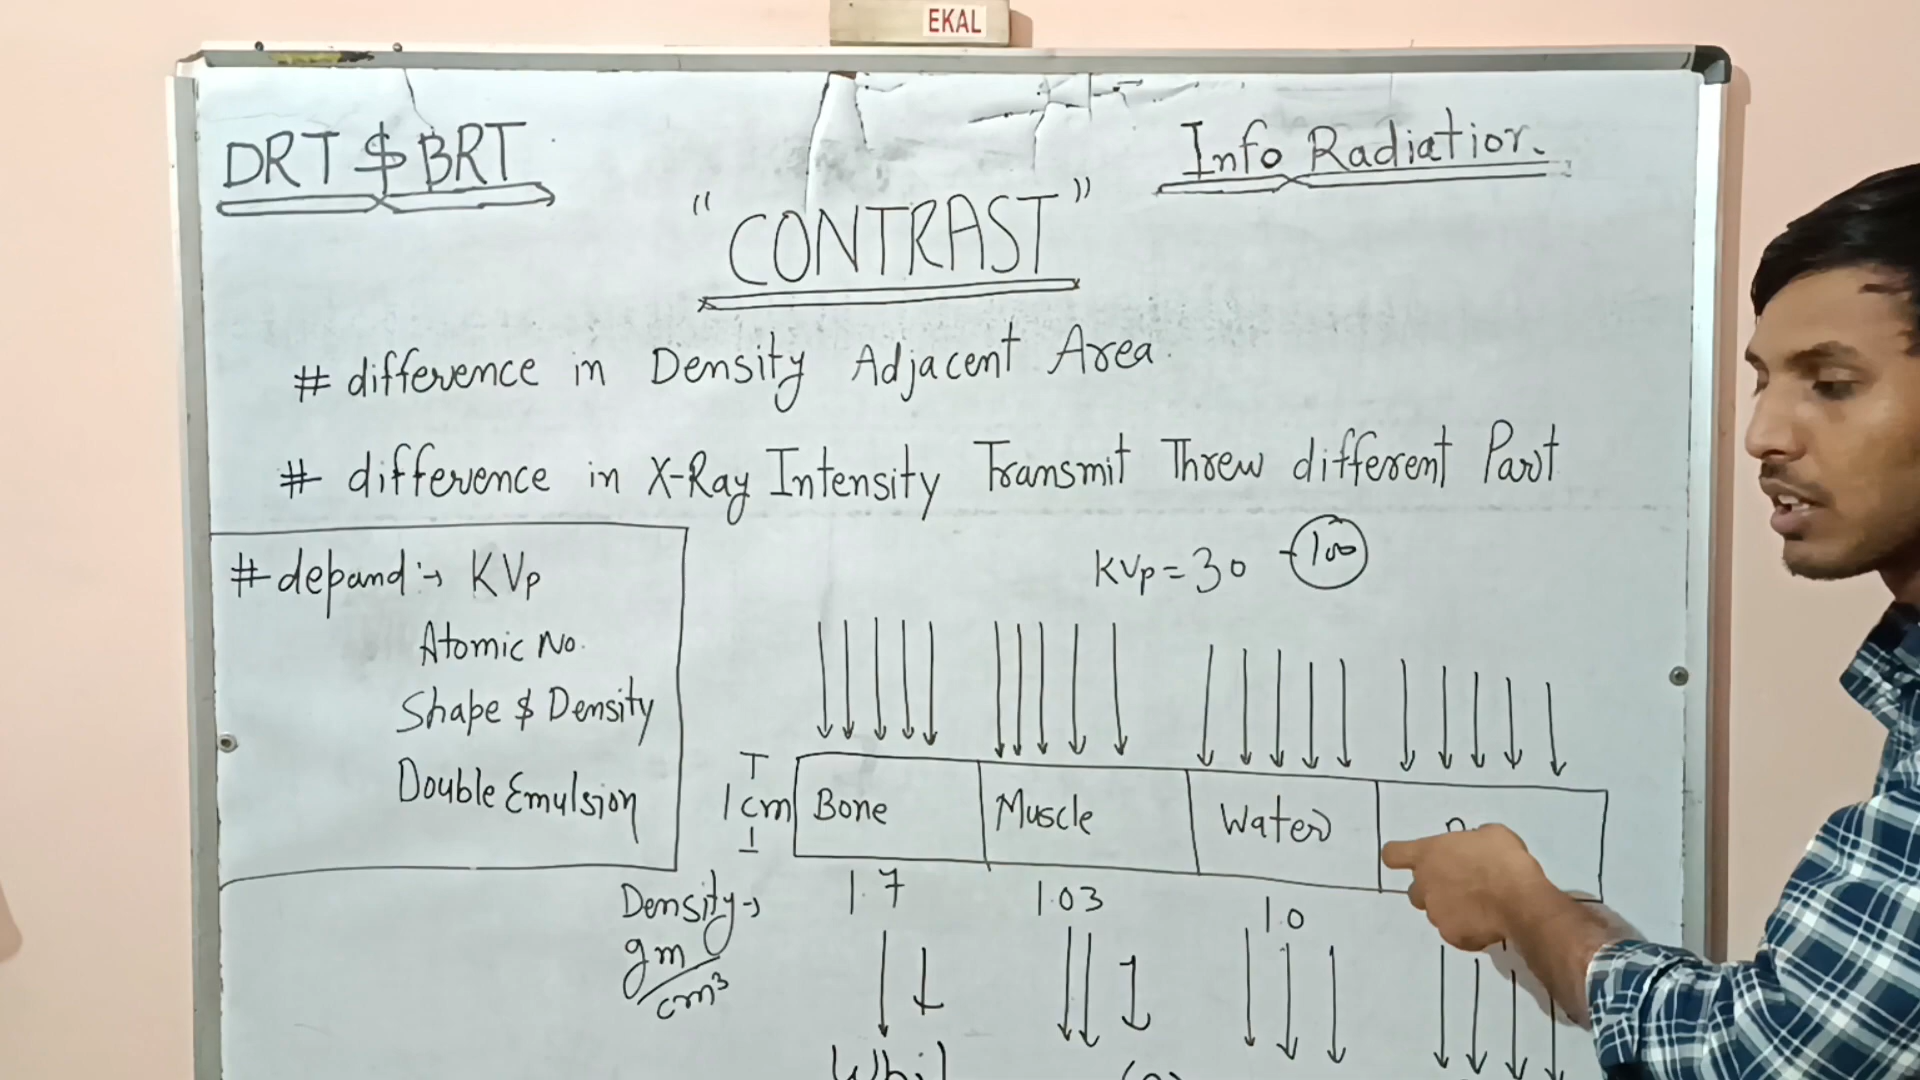 EKAL
DRT $ BRT
Info Radiation.
"CONTRAST"
# difference in Density Adjacent Area.
# difference in X-Ray Intensity Transmit Threw different Part
# depand :→ KVp
Atomic No.
Shape $ Density
Double Emulsion
KVp = 30 - 100
1 cm
Bone Muscle Water
Density →
gm/cm³
1.7 1.03 1.0